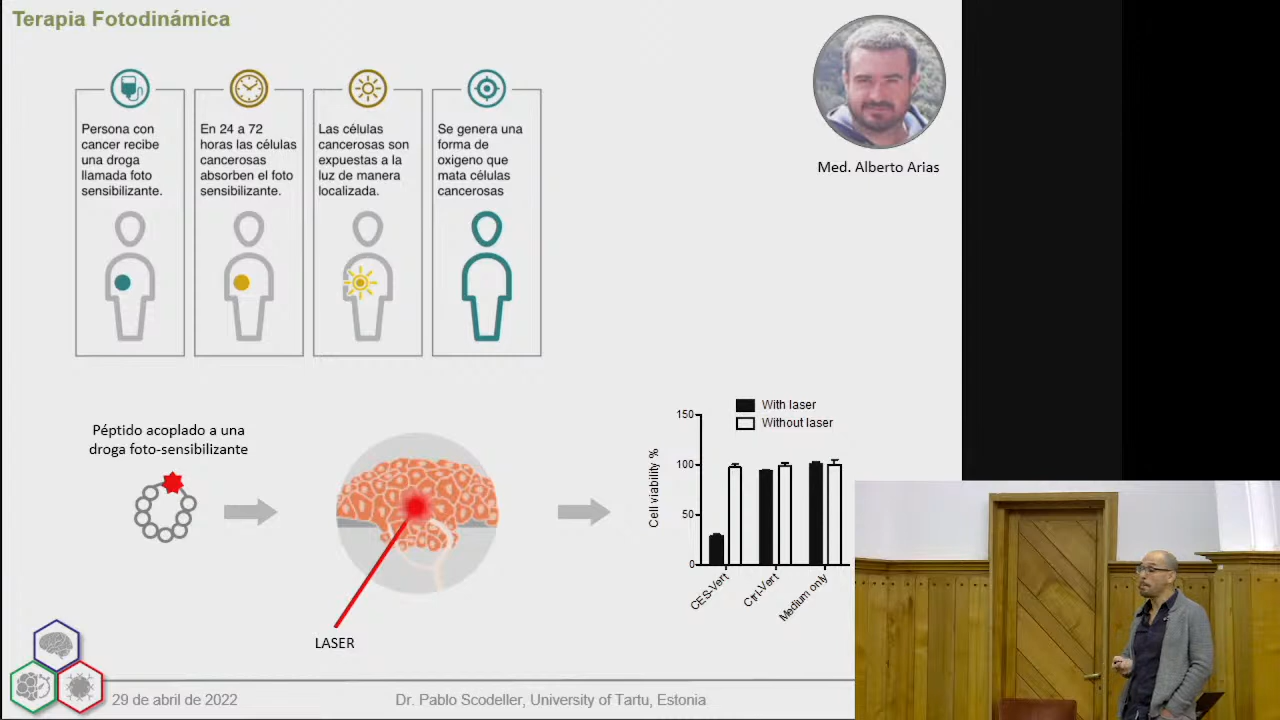 Terapia Fotodinámica
Persona con
cancer recibe
una droga
llamada foto
sensibilizante.
En 24 a 72
horas las células
cancerosas
absorben el foto
sensibilizante.
Las células
cancerosas son
expuestas a la
luz de manera
localizada.
Se genera una
forma de
oxigeno que
mata células
cancerosas
Med. Alberto Arias
Péptido acoplado a una
droga foto-sensibilizante
LASER
With laser
Without laser
Cell viability %
150
100
50
0
CES-Vert
Ctrl-Vert
Medium only
29 de abril de 2022
Dr. Pablo Scodeller, University of Tartu, Estonia